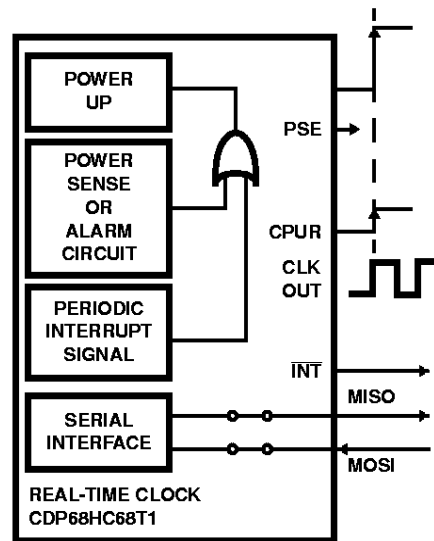 POWER
UP
PSE
POWER
SENSE
OR
ALARM
CIRCUIT
CPUR
CLK
OUT
PERIODIC
INTERRUPT
SIGNAL
INT
MISO
SERIAL
INTERFACE
MOSI
REAL-TIME CLOCK
CDP68HC68T1